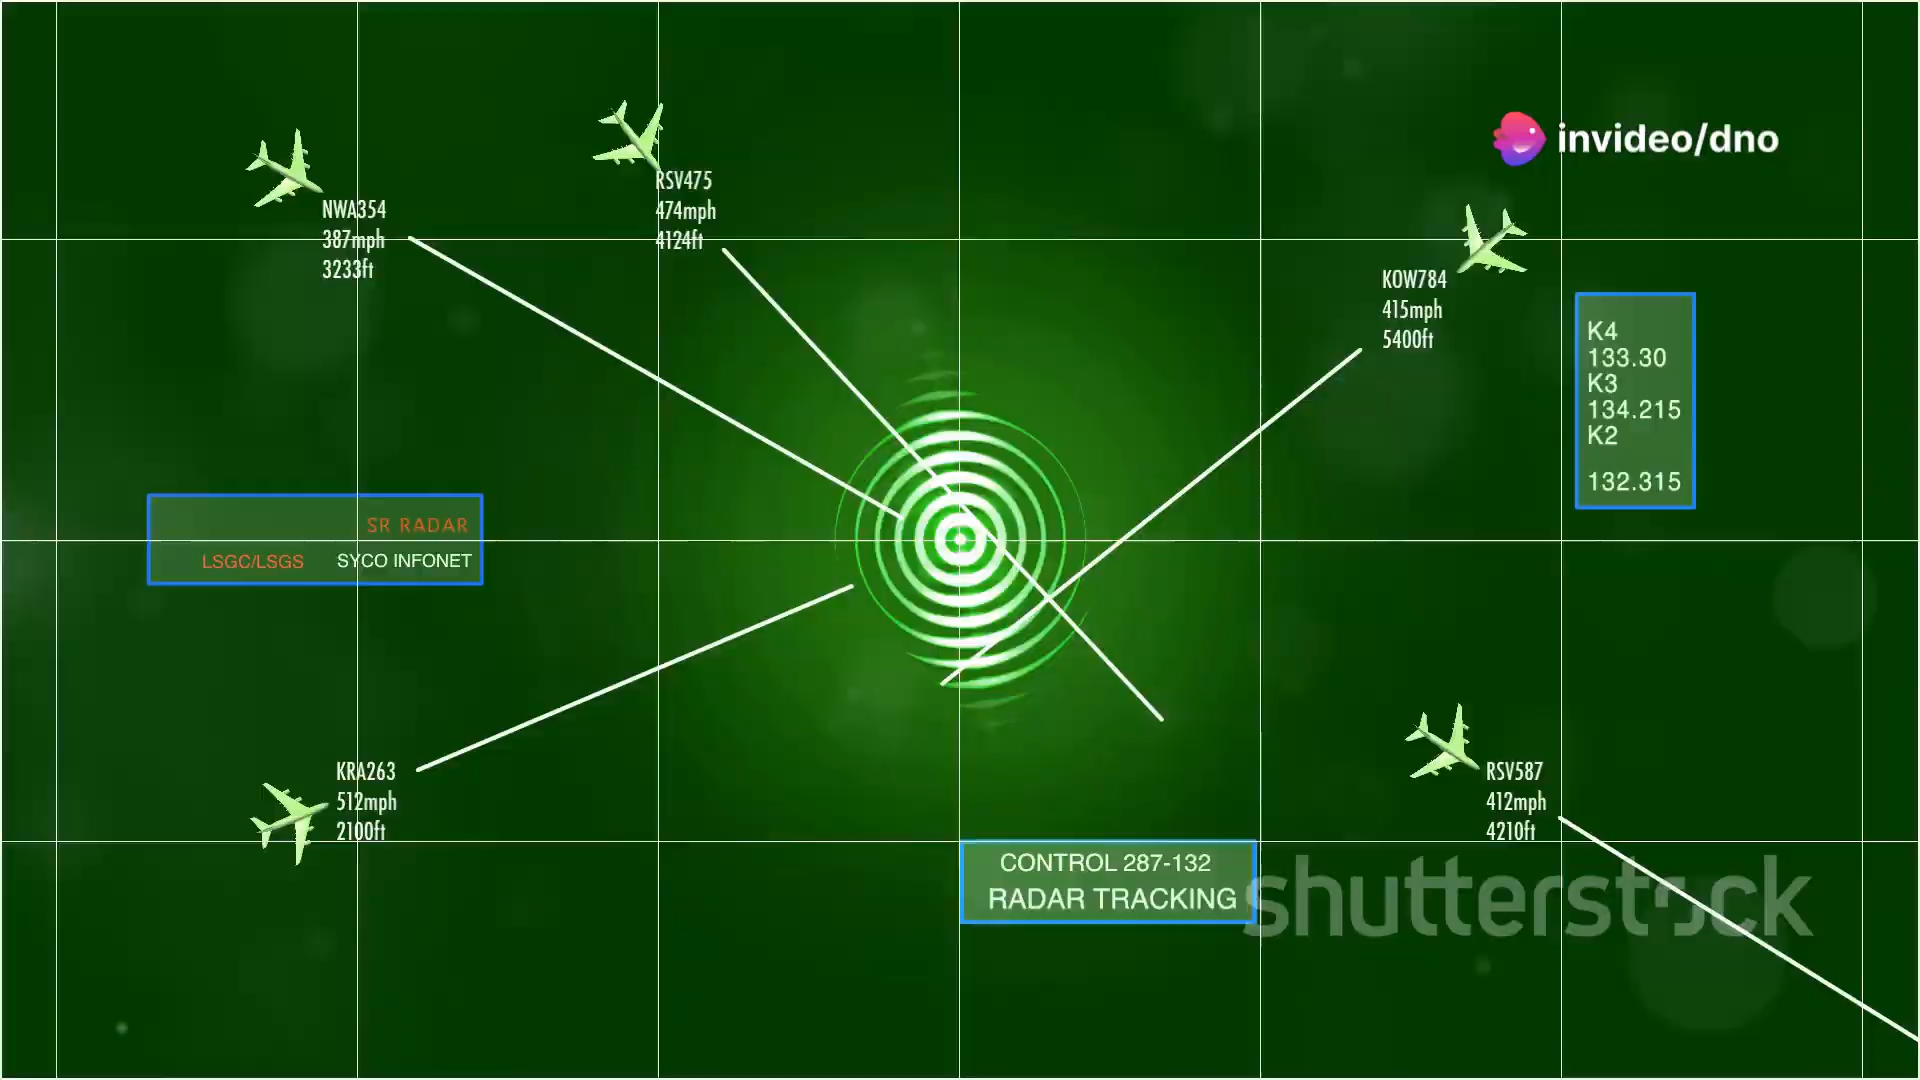 invideo/dno
RSV475
474mph
4124ft
NWA354
387mph
3233ft
KOW784
415mph
5400ft
K4
133.30
K3
134.215
K2
132.315
SR RADAR
LSGC/LSGS SYCO INFONET
KRA263
512mph
2100ft
RSV587
412mph
4210ft
CONTROL 287-132
RADAR TRACKING
shutterstock